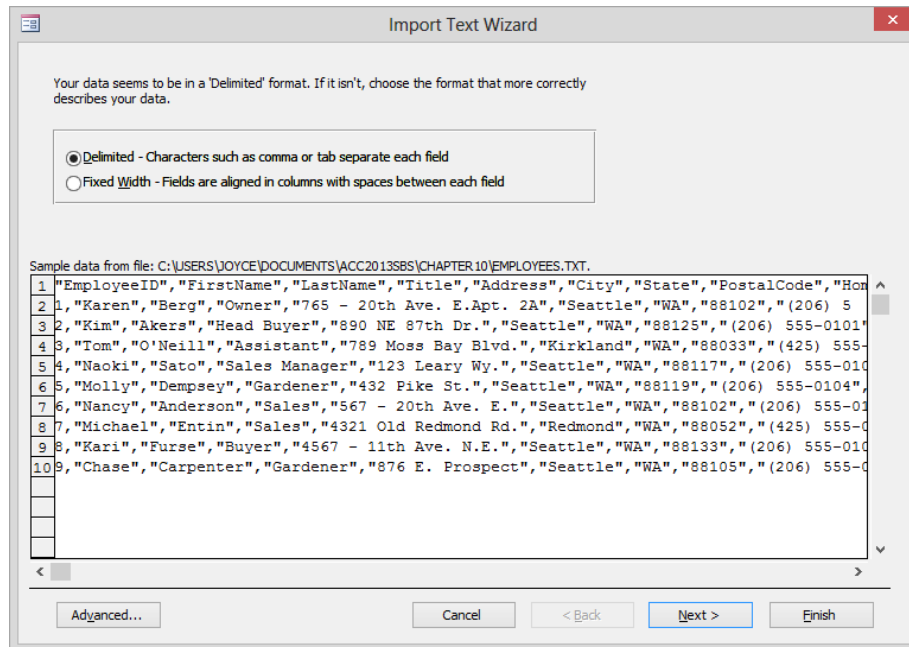 Import Text Wizard
Your data seems to be in a 'Delimited' format. If it isn't, choose the format that more correctly
describes your data.
Delimited - Characters such as comma or tab separate each field
Fixed Width - Fields are aligned in columns with spaces between each field
Sample data from file: C:\USERS\JOYCE\DOCUMENTS\ACC2013SBS\CHAPTER10\EMPLOYEES.TXT.
1 "EmployeeID","FirstName","LastName","Title","Address","City","State","PostalCode","Hom
2 1,"Karen","Berg","Owner","765 - 20th Ave. E.Apt. 2A","Seattle","WA","88102","(206) 5
3 2,"Kim","Akers","Head Buyer","890 NE 87th Dr.","Seattle","WA","88125","(206) 555-0101"
4 3,"Tom","O'Neill","Assistant","789 Moss Bay Blvd.","Kirkland","WA","88033","(425) 555-
5 4,"Naoki","Sato","Sales Manager","123 Leary Wy.","Seattle","WA","88117","(206) 555-010
6 5,"Molly","Dempsey","Gardener","432 Pike St.","Seattle","WA","88119","(206) 555-0104",
7 6,"Nancy","Anderson","Sales","567 - 20th Ave. E.","Seattle","WA","88102","(206) 555-01
8 7,"Michael","Entin","Sales","4321 Old Redmond Rd.","Redmond","WA","88052","(425) 555-0
9 8,"Kari","Furse","Buyer","4567 - 11th Ave. N.E.","Seattle","WA","88133","(206) 555-010
10 9,"Chase","Carpenter","Gardener","876 E. Prospect","Seattle","WA","88105","(206) 555-0
Advanced... Cancel < Back Next > Finish